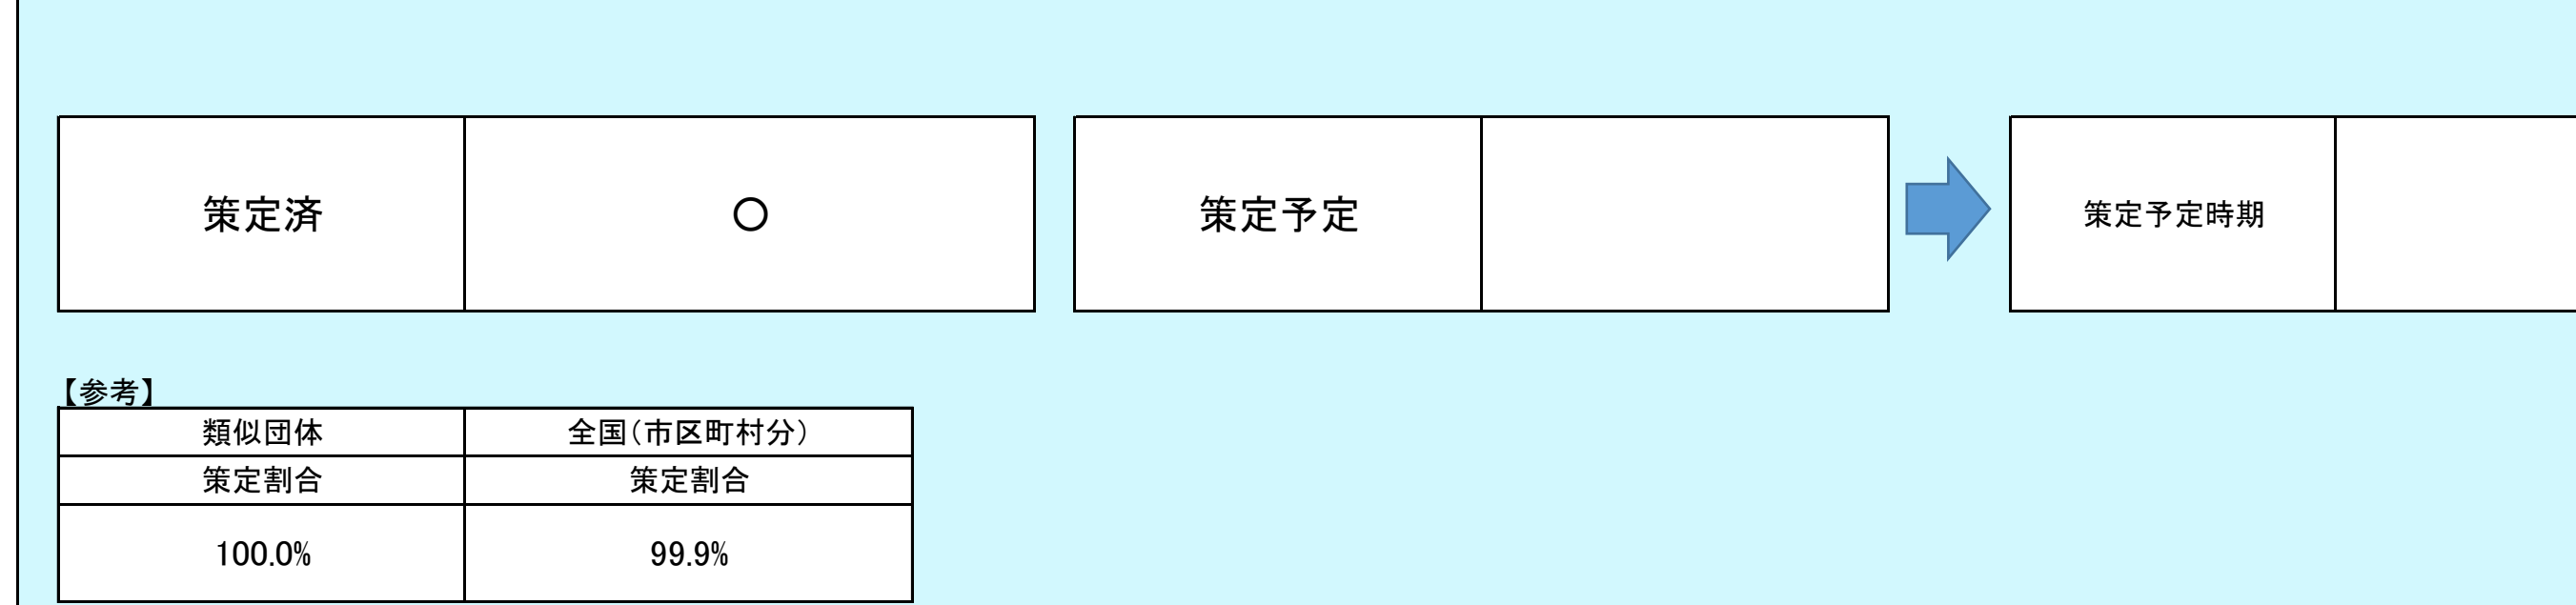 策定済 ○ 策定予定 策定予定時期
【参考】
類似団体 全国（市区町村分）
策定割合 策定割合
100.0% 99.9%